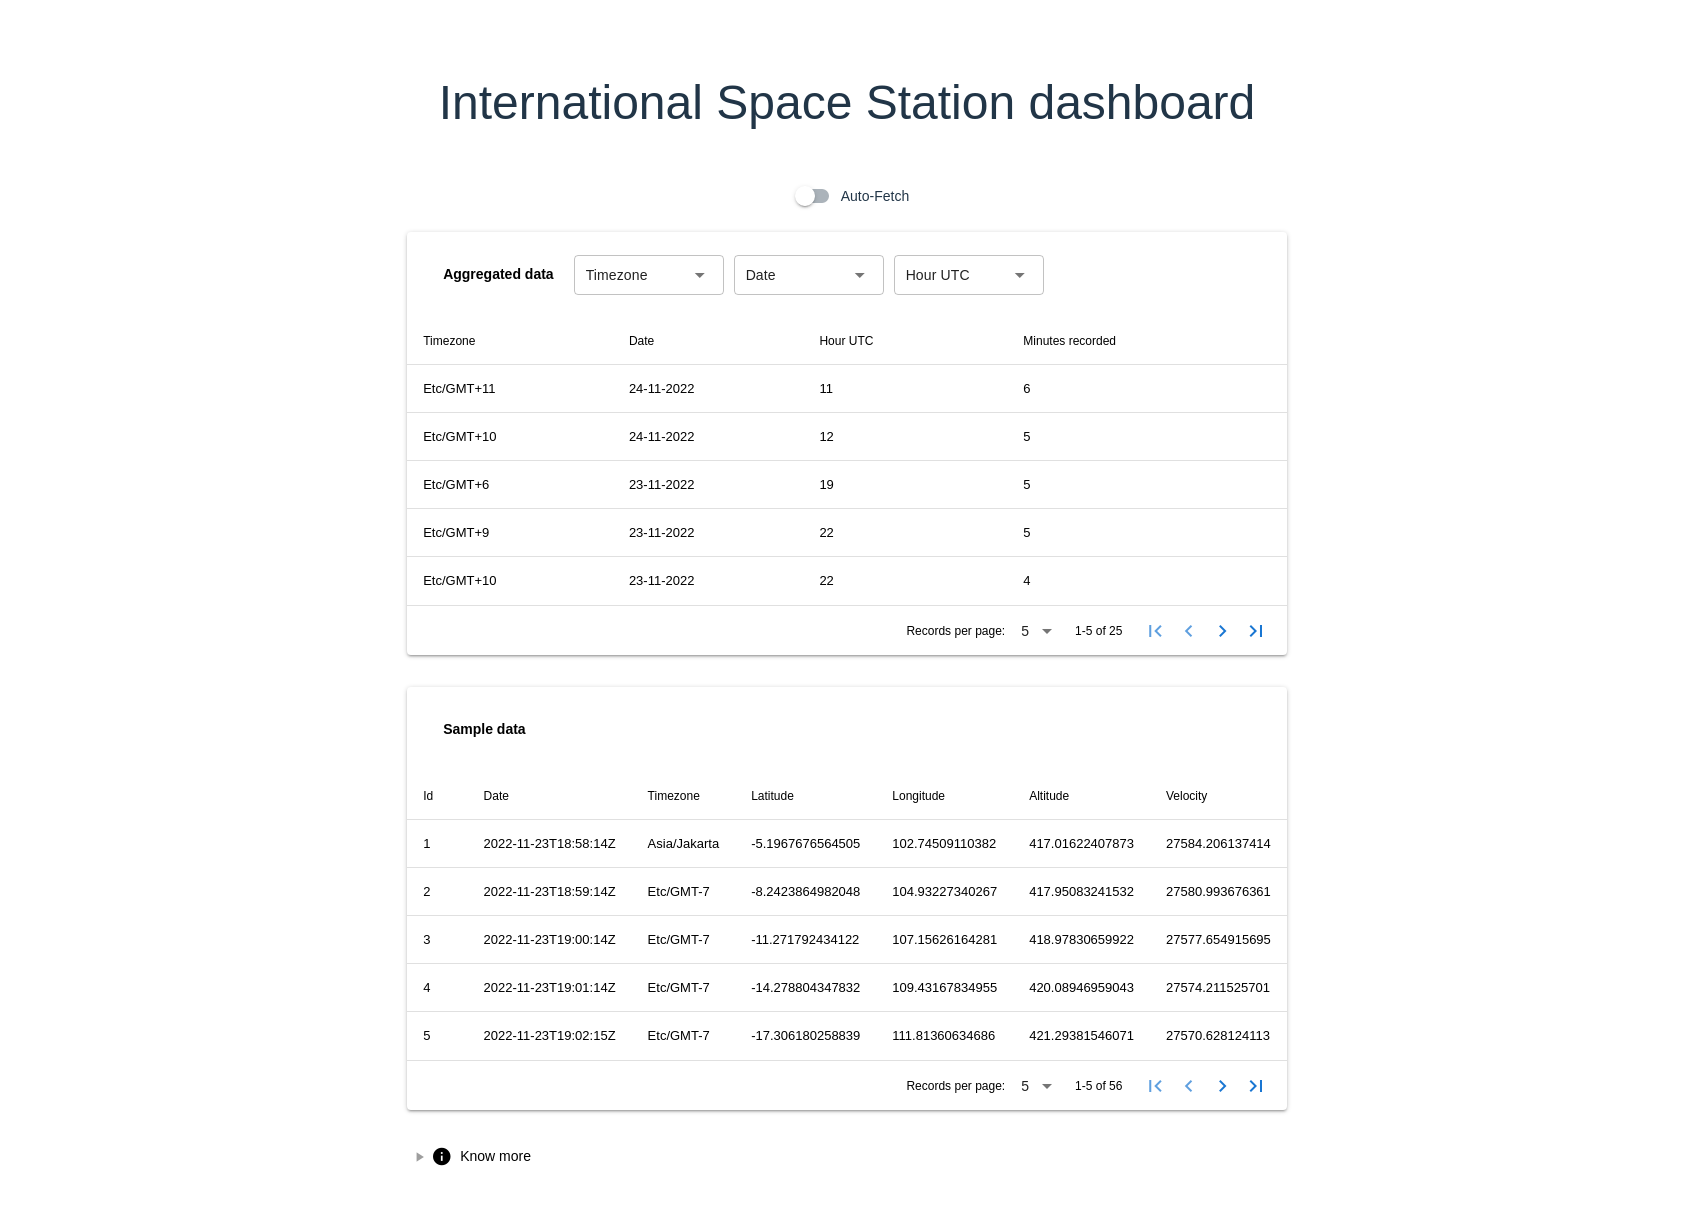 International Space Station dashboard
Auto-Fetch
Aggregated data Timezone Date Hour UTC
Timezone Date Hour UTC Minutes recorded
Etc/GMT+11 24-11-2022 11 6
Etc/GMT+10 24-11-2022 12 5
Etc/GMT+6 23-11-2022 19 5
Etc/GMT+9 23-11-2022 22 5
Etc/GMT+10 23-11-2022 22 4
Records per page: 5 1-5 of 25
Sample data
Id Date Timezone Latitude Longitude Altitude Velocity
1 2022-11-23T18:58:14Z Asia/Jakarta -5.1967676564505 102.74509110382 417.01622407873 27584.206137414
2 2022-11-23T18:59:14Z Etc/GMT-7 -8.2423864982048 104.93227340267 417.95083241532 27580.993676361
3 2022-11-23T19:00:14Z Etc/GMT-7 -11.271792434122 107.15626164281 418.97830659922 27577.654915695
4 2022-11-23T19:01:14Z Etc/GMT-7 -14.278804347832 109.43167834955 420.08946959043 27574.211525701
5 2022-11-23T19:02:15Z Etc/GMT-7 -17.306180258839 111.81360634686 421.29381546071 27570.628124113
Records per page: 5 1-5 of 56
Know more